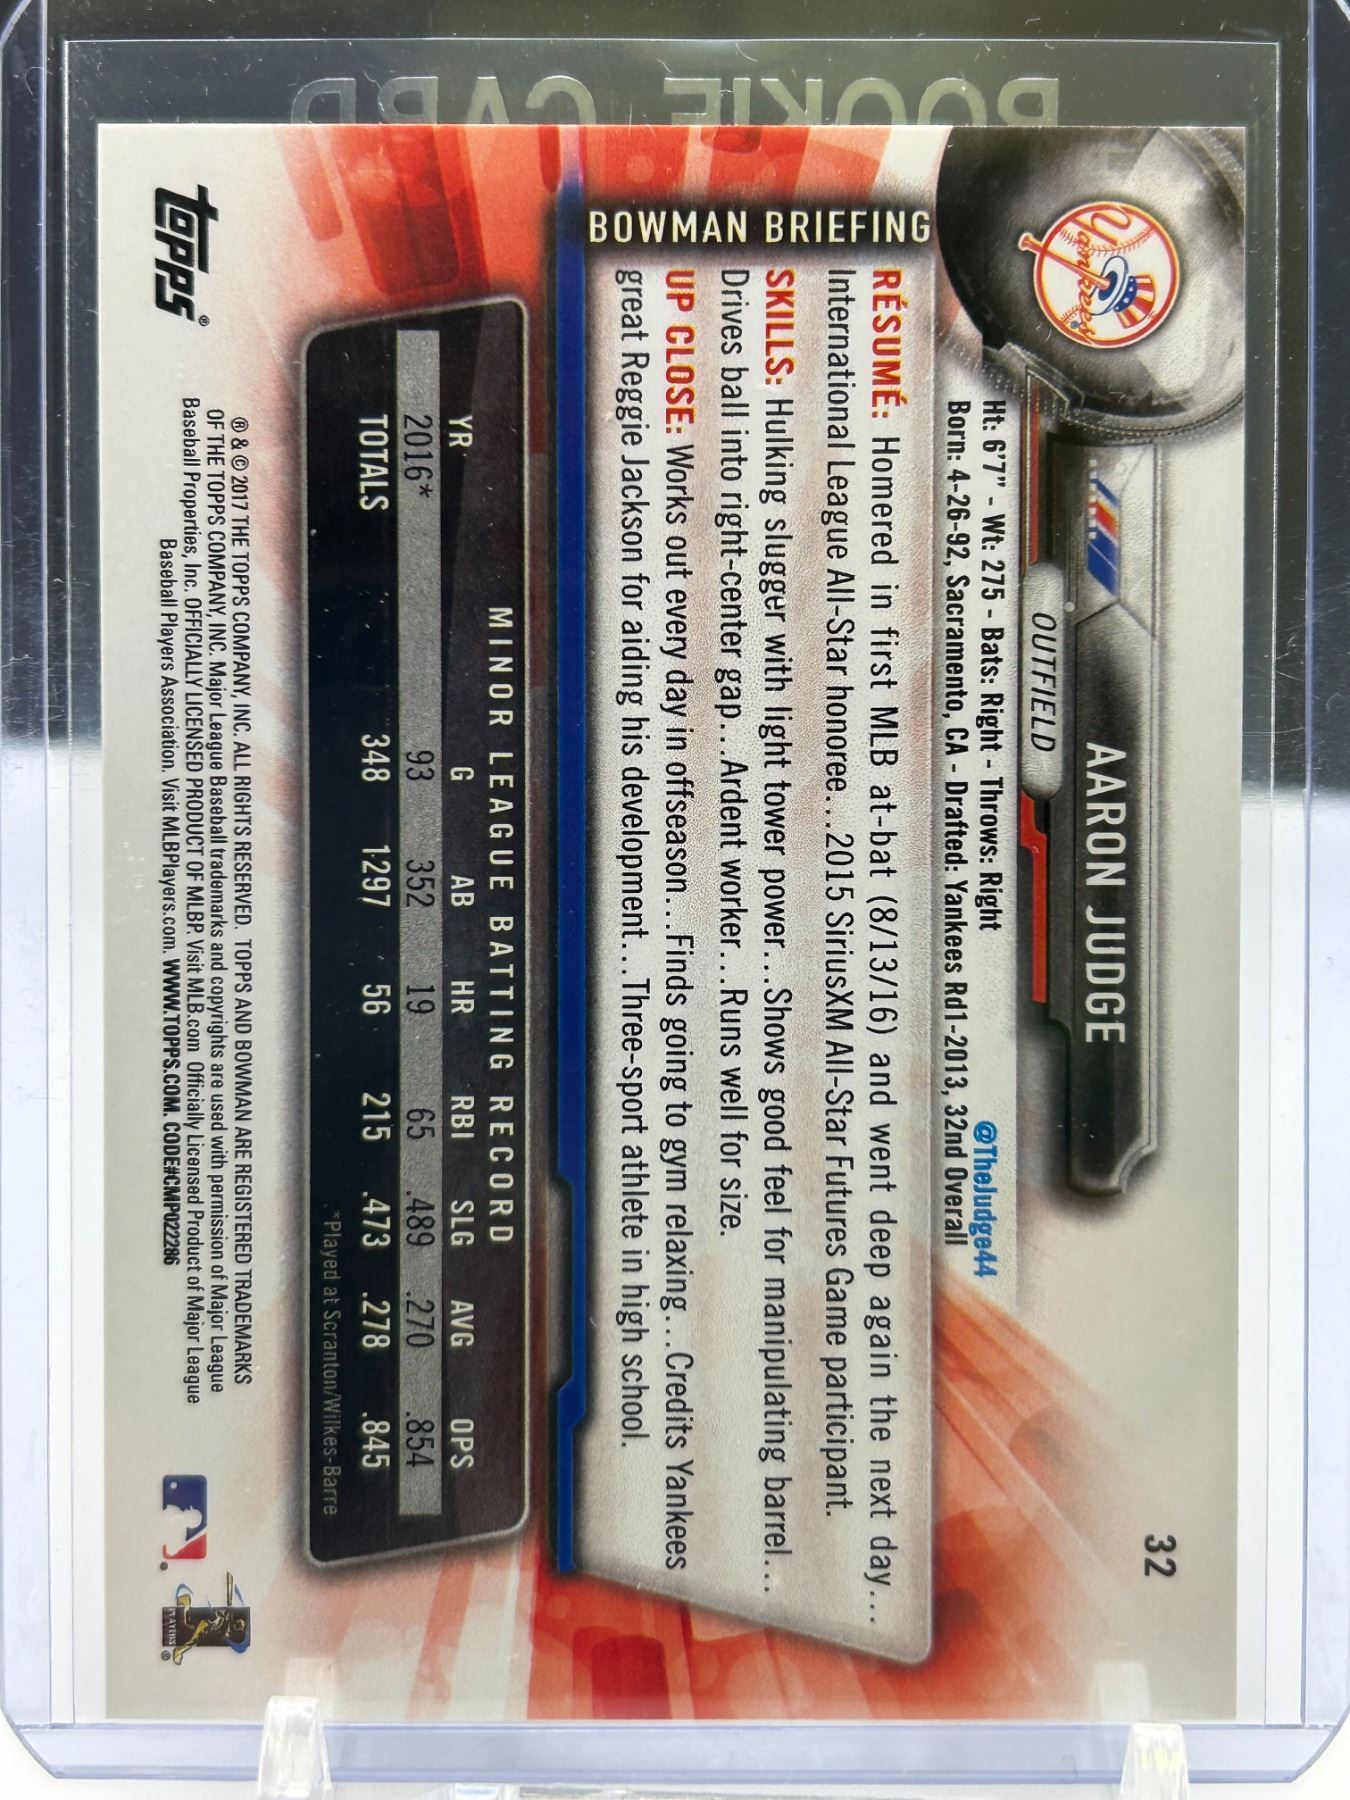 ROOKIE CARD
32
Yankees
AARON JUDGE
OUTFIELD
@TheJudge44
Ht: 6'7" - Wt: 275 - Bats: Right - Throws: Right
Born: 4-26-92, Sacramento, CA - Drafted: Yankees Rd1-2013, 32nd Overall
BOWMAN BRIEFING
RÉSUMÉ: Homered in first MLB at-bat (8/13/16) and went deep again the next day...
International League All-Star honoree...2015 SiriusXM All-Star Futures Game participant.
SKILLS: Hulking slugger with light tower power...Shows good feel for manipulating barrel...
Drives ball into right-center gap...Ardent worker...Runs well for size.
UP CLOSE: Works out every day in offseason...Finds going to gym relaxing...Credits Yankees
great Reggie Jackson for aiding his development...Three-sport athlete in high school.
MINOR LEAGUE BATTING RECORD
YR G AB HR RBI SLG AVG OPS
2016* 93 352 19 65 .489 .270 .854
TOTALS 348 1297 56 215 .473 .278 .845
*Played at Scranton/Wilkes-Barre
topps®
® & © 2017 THE TOPPS COMPANY, INC. ALL RIGHTS RESERVED. TOPPS AND BOWMAN ARE REGISTERED TRADEMARKS
OF THE TOPPS COMPANY, INC. Major League Baseball trademarks and copyrights are used with permission of Major League
Baseball Properties, Inc. OFFICIALLY LICENSED PRODUCT OF MLBP. Visit MLB.com Officially Licensed Product of Major League
Baseball Players Association. Visit MLBPlayers.com. WWW.TOPPS.COM. CODE#CMP022286
PLAYERS